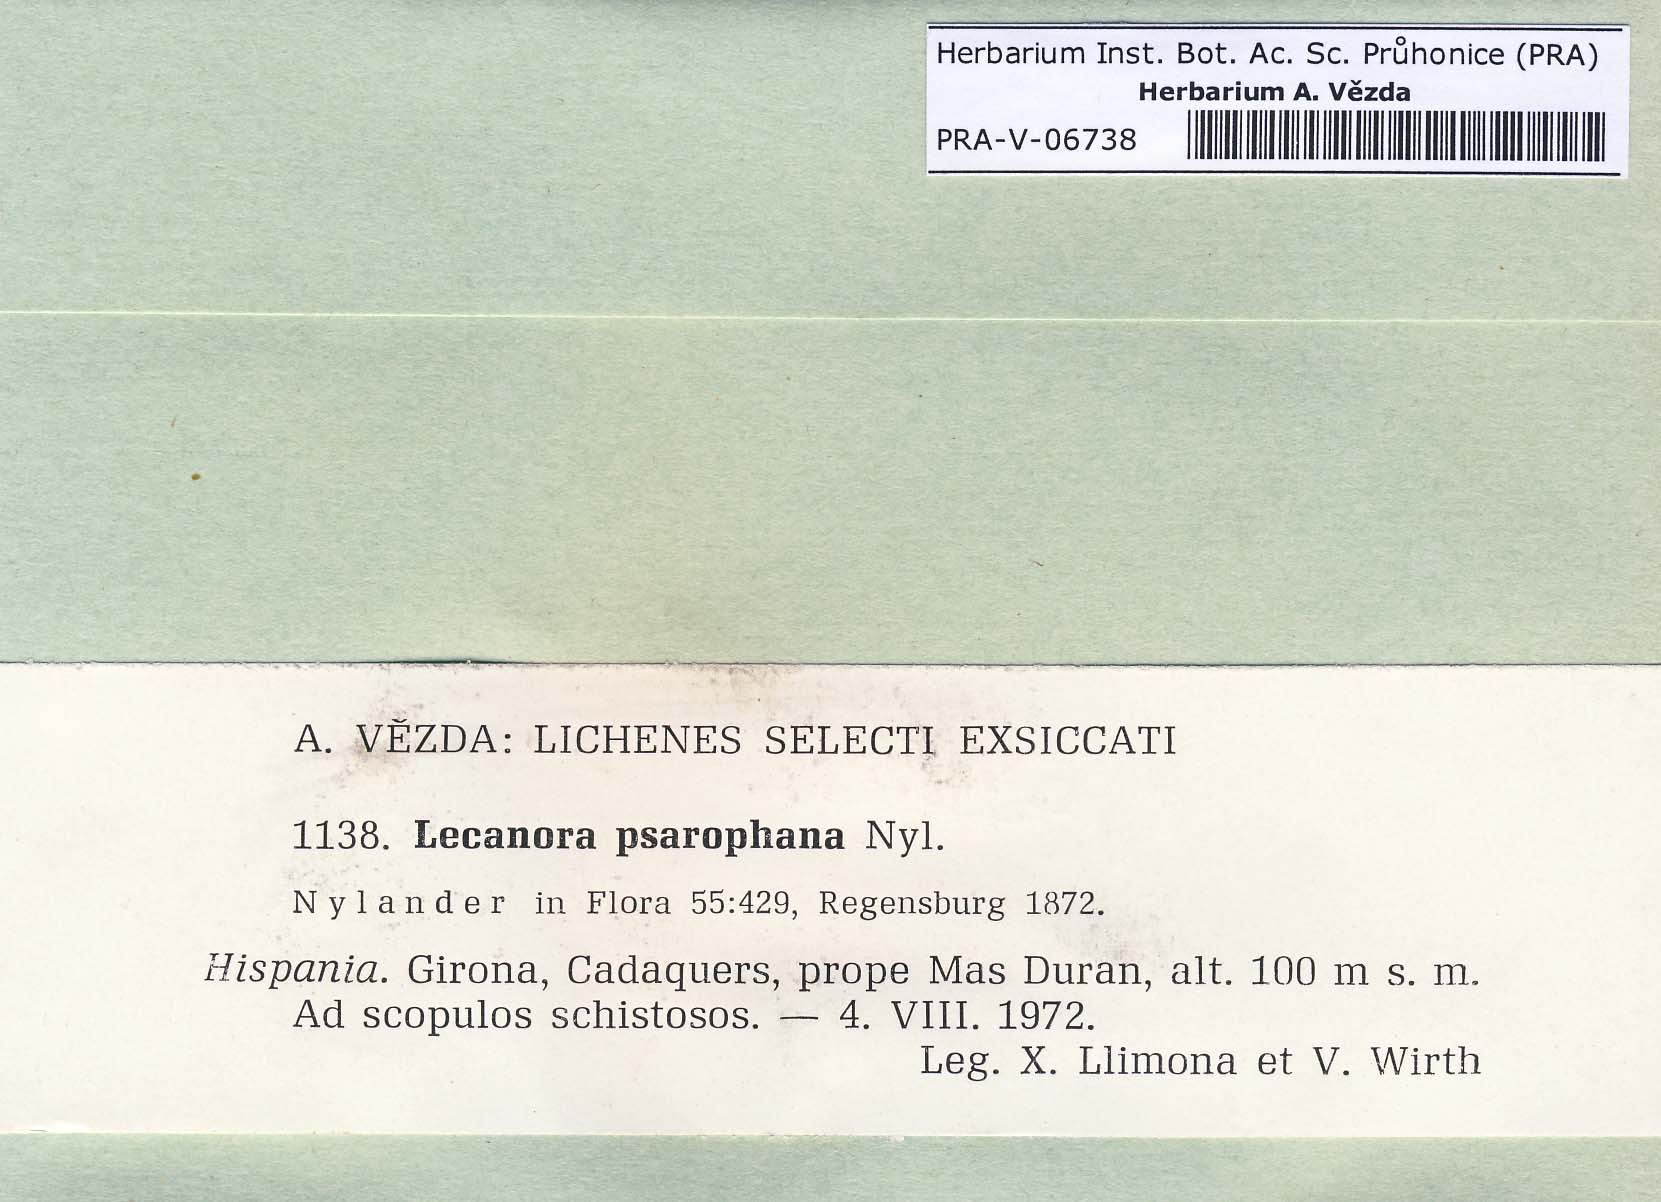 Herbarium Inst. Bot. Ac. Sc. Průhonice (PRA)
Herbarium A. Vězda
PRA-V-06738
A. VĚZDA: LICHENES SELECTI EXSICCATI
1138. Lecanora psarophana Nyl.
Nylander in Flora 55:429, Regensburg 1872.
Hispania. Girona, Cadaquers, prope Mas Duran, alt. 100 m s. m.
Ad scopulos schistosos. — 4. VIII. 1972.
Leg. X. Llimona et V. Wirth